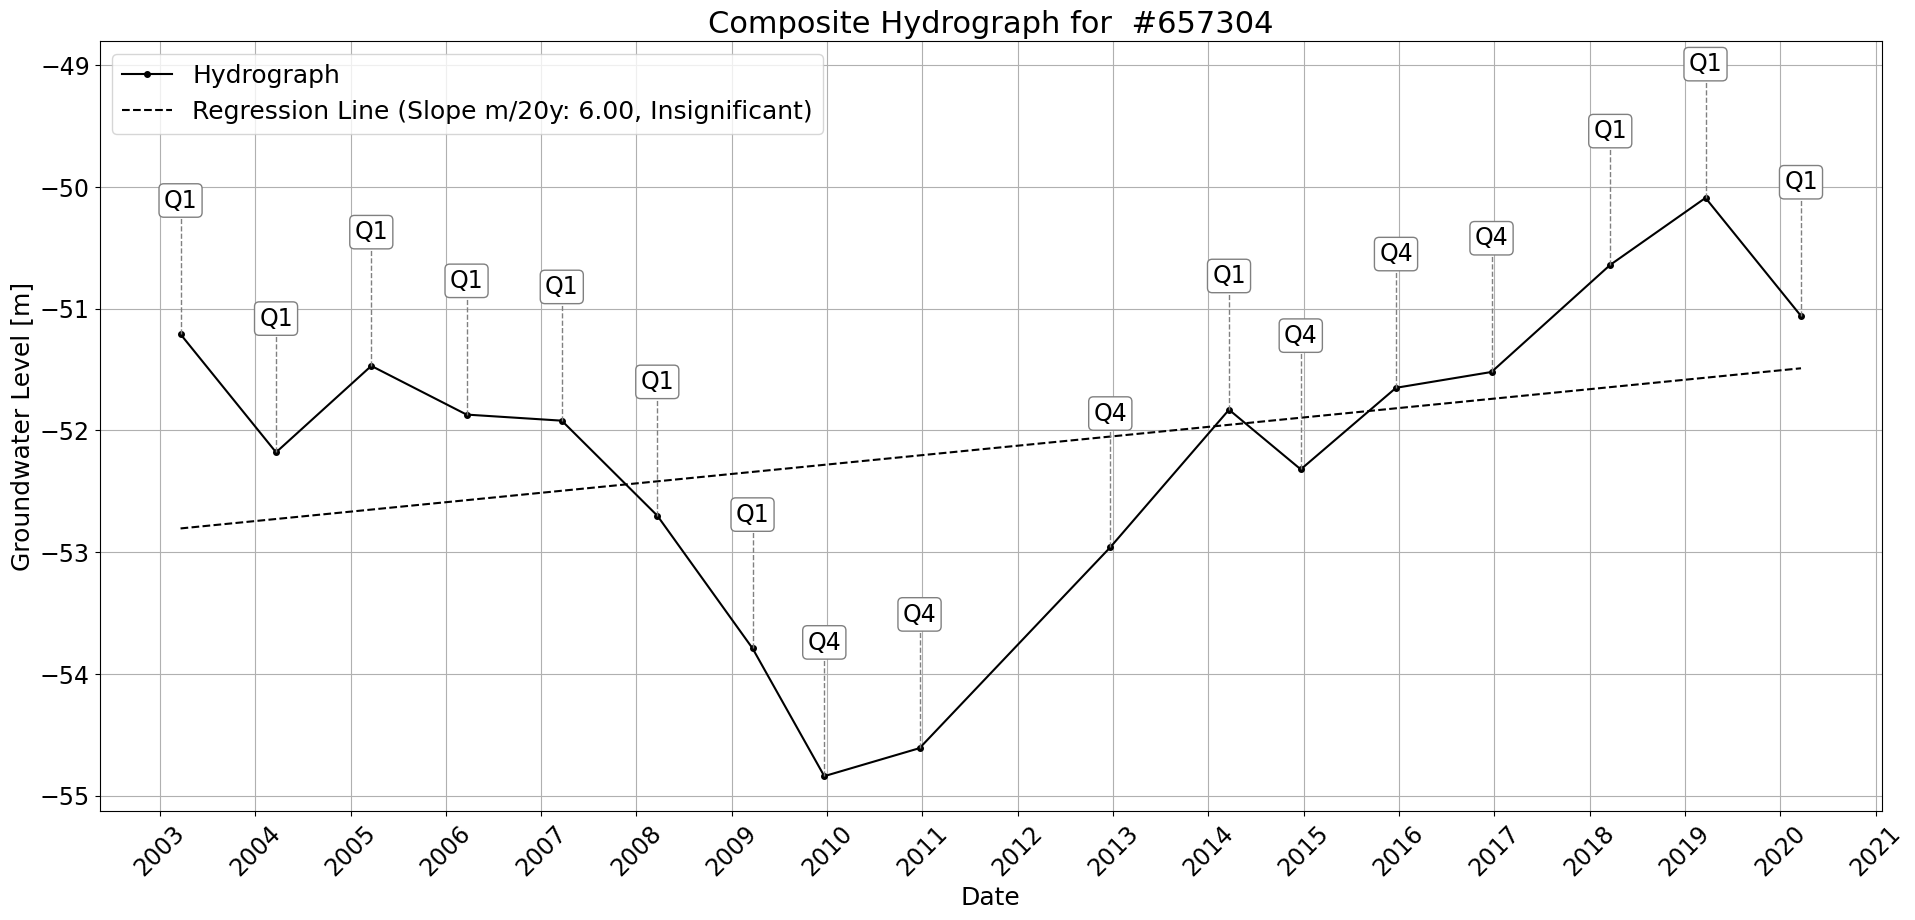 Composite Hydrograph for  #657304
Hydrograph
Regression Line (Slope m/20y: 6.00, Insignificant)
Groundwater Level [m]
−49
−50
−51
−52
−53
−54
−55
Q1
Q1
Q1
Q1
Q1
Q1
Q1
Q4
Q4
Q4
Q1
Q4
Q4
Q4
Q1
Q1
Q1
2003
2004
2005
2006
2007
2008
2009
2010
2011
2012
2013
2014
2015
2016
2017
2018
2019
2020
2021
Date